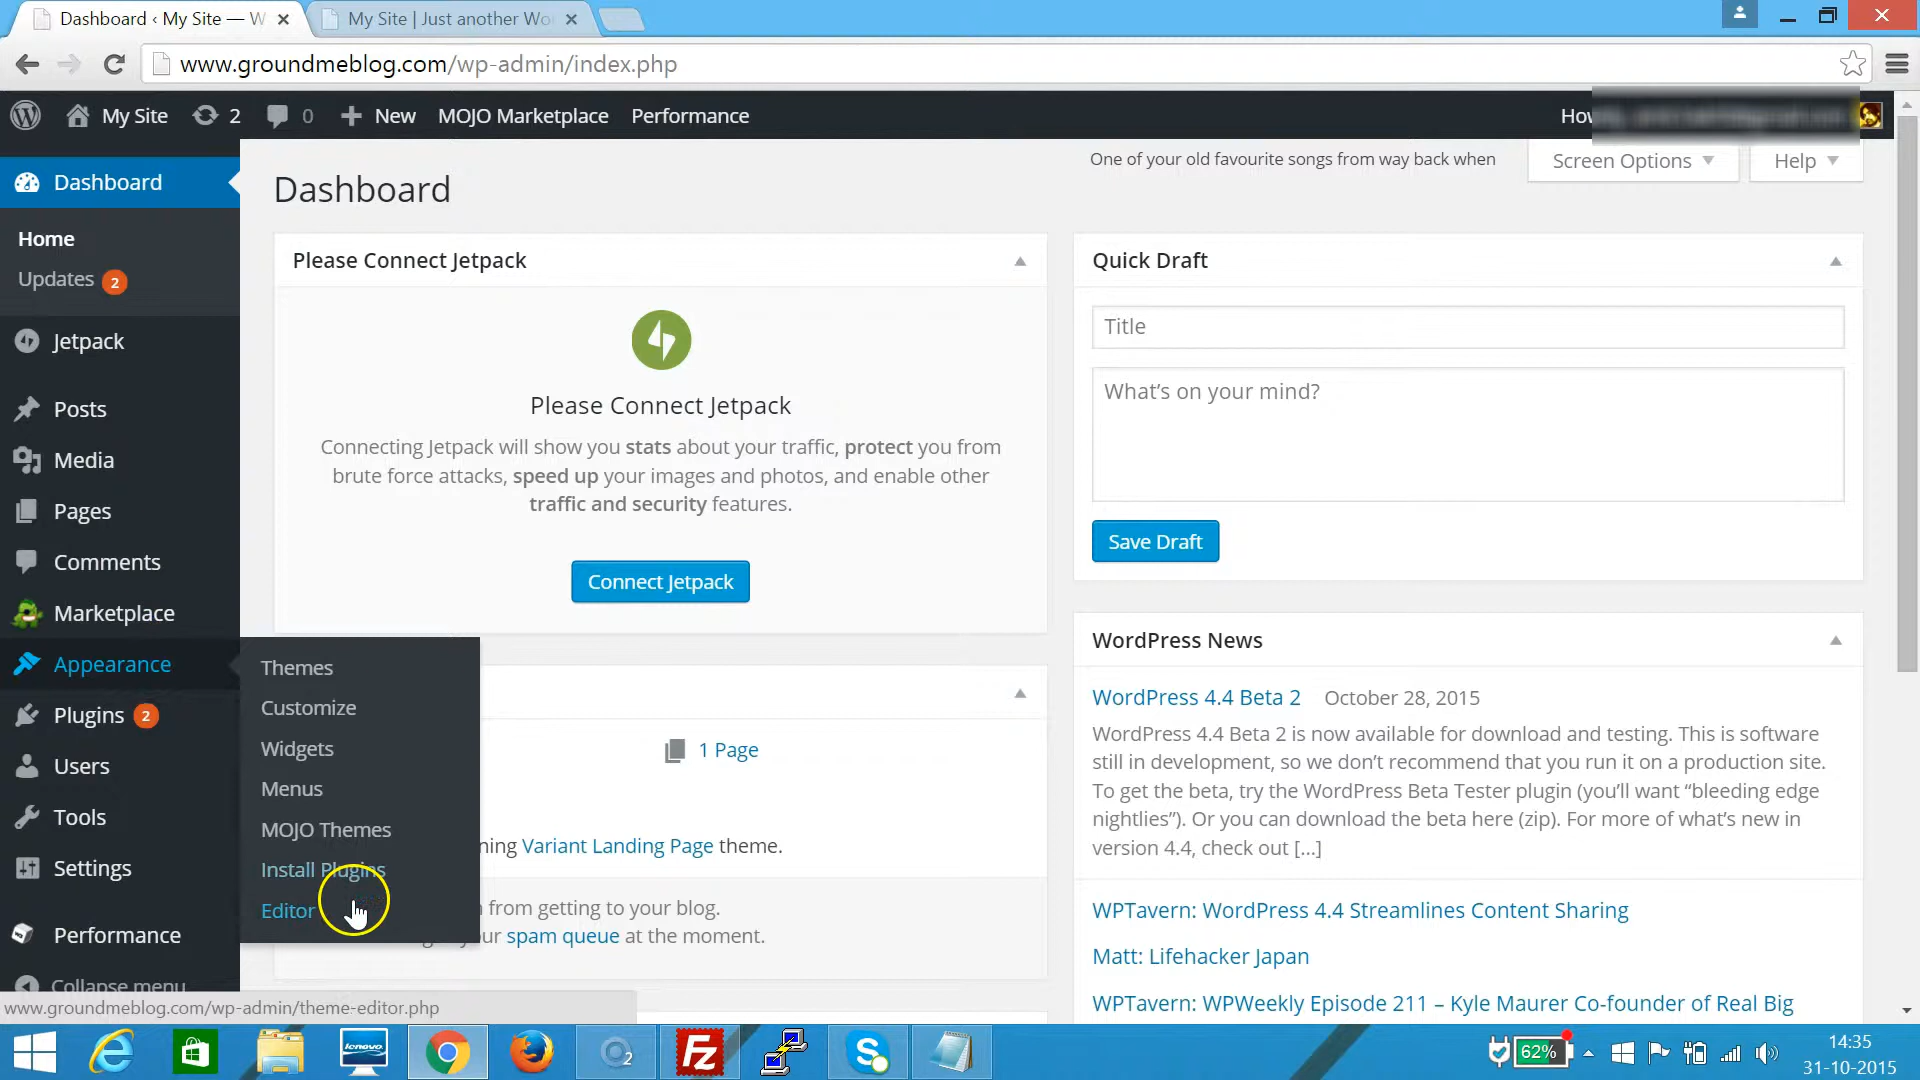 Dashboard ‹ My Site — W
My Site | Just another Wo
www.groundmeblog.com/wp-admin/index.php
My Site 2 0 New MOJO Marketplace Performance
One of your old favourite songs from way back when
Screen Options Help
Dashboard
Home
Updates 2
Jetpack
Posts
Media
Pages
Comments
Marketplace
Appearance
Plugins 2
Users
Tools
Settings
Performance
Collapse menu
Themes
Customize
Widgets
Menus
MOJO Themes
Install Plugins
Editor
Dashboard
Please Connect Jetpack
Please Connect Jetpack
Connecting Jetpack will show you stats about your traffic, protect you from
brute force attacks, speed up your images and photos, and enable other
traffic and security features.
Connect Jetpack
1 Page
ning Variant Landing Page theme.
from getting to your blog.
your spam queue at the moment.
Quick Draft
Title
What's on your mind?
Save Draft
WordPress News
WordPress 4.4 Beta 2 October 28, 2015
WordPress 4.4 Beta 2 is now available for download and testing. This is software
still in development, so we don't recommend that you run it on a production site.
To get the beta, try the WordPress Beta Tester plugin (you'll want “bleeding edge
nightlies”). Or you can download the beta here (zip). For more of what's new in
version 4.4, check out […]
WPTavern: WordPress 4.4 Streamlines Content Sharing
Matt: Lifehacker Japan
WPTavern: WPWeekly Episode 211 – Kyle Maurer Co-founder of Real Big
www.groundmeblog.com/wp-admin/theme-editor.php
lenovo
2
Fz
62%
14:35
31-10-2015